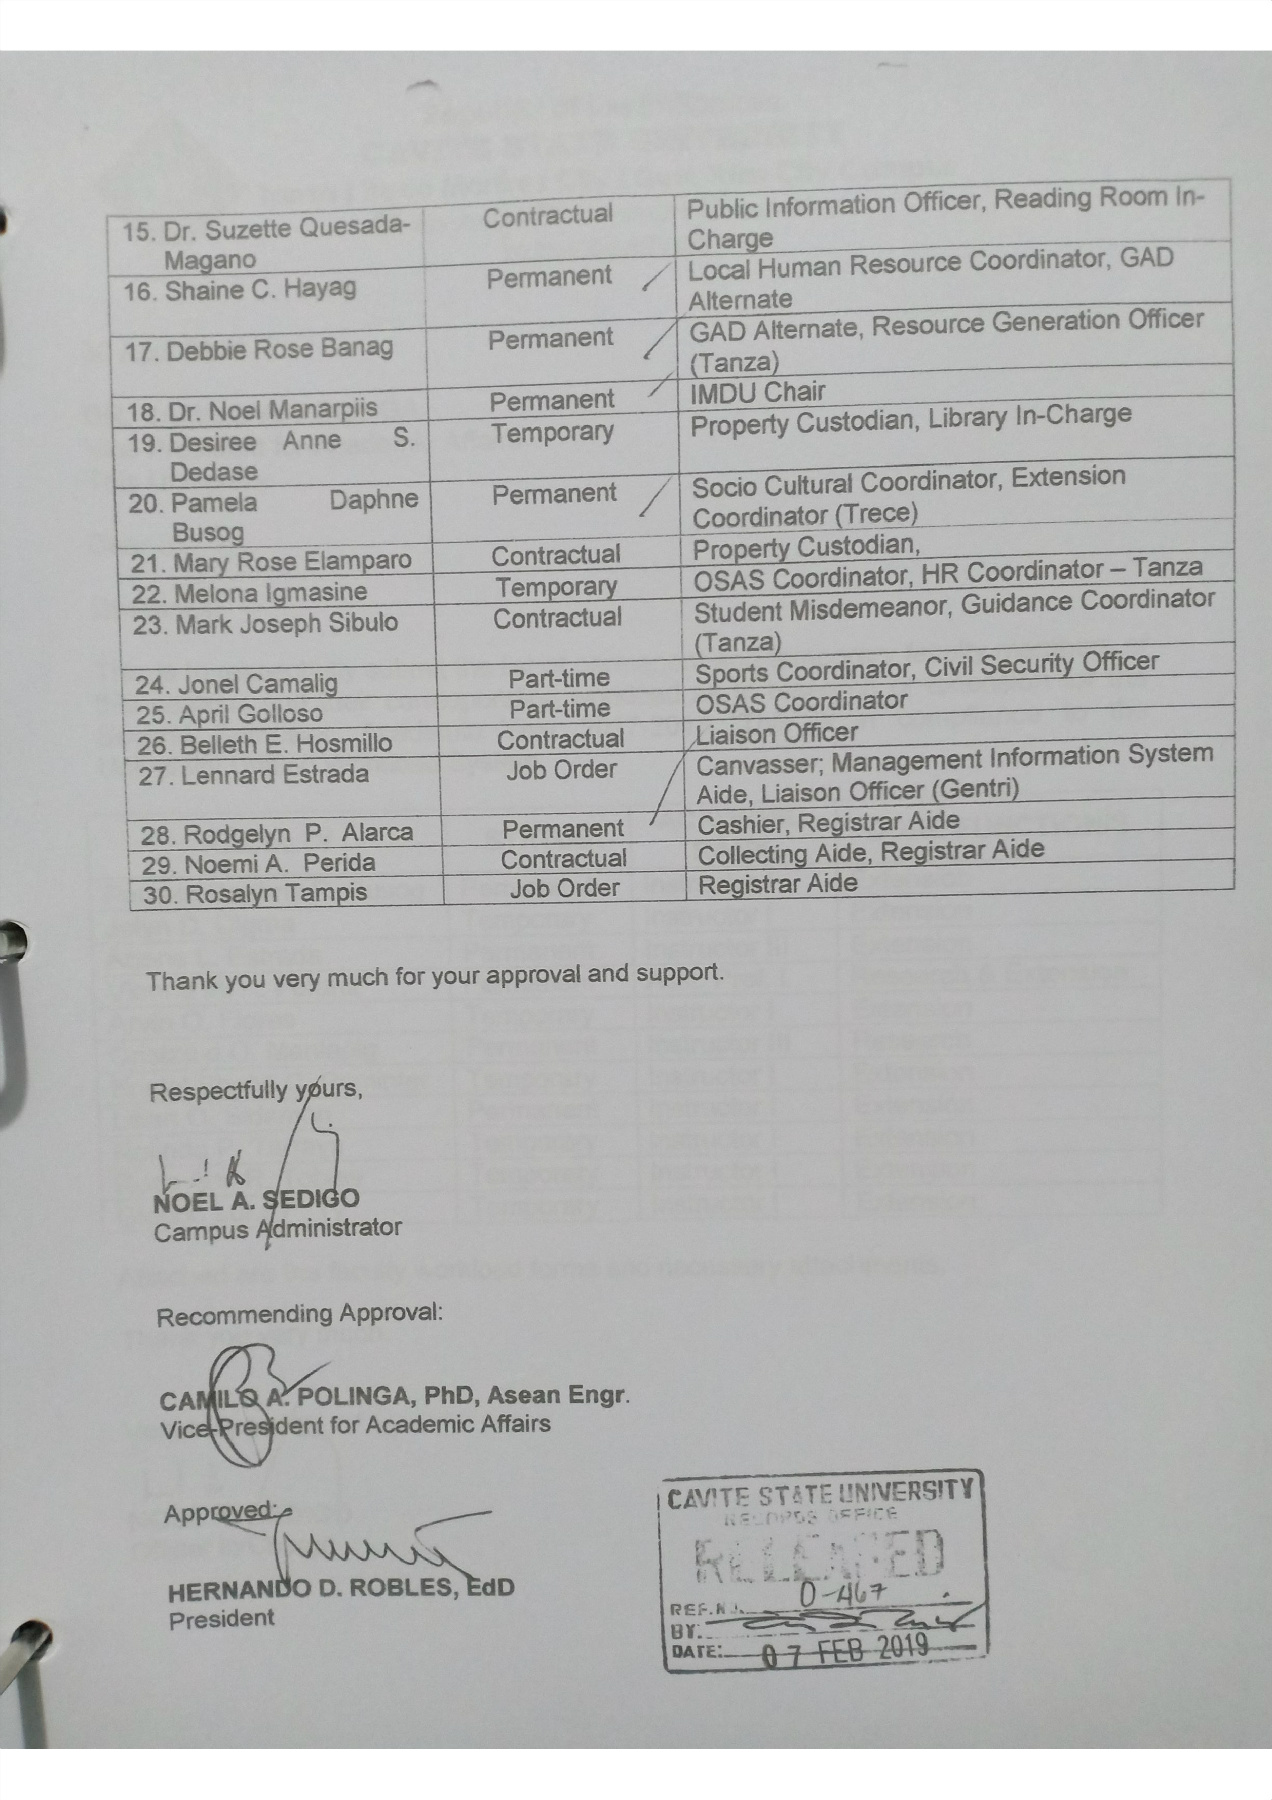 15. Dr. Suzette Quesada- Contractual Public Information Officer, Reading Room In-
Magano Charge
16. Shaine C. Hayag Permanent Local Human Resource Coordinator, GAD
Alternate
17. Debbie Rose Banag Permanent GAD Alternate, Resource Generation Officer
(Tanza)
18. Dr. Noel Manarpiis Permanent IMDU Chair
19. Desiree Anne S. Temporary Property Custodian, Library In-Charge
Dedase
20. Pamela Daphne Permanent Socio Cultural Coordinator, Extension
Busog Coordinator (Trece)
21. Mary Rose Elamparo Contractual Property Custodian,
22. Melona Igmasine Temporary OSAS Coordinator, HR Coordinator – Tanza
23. Mark Joseph Sibulo Contractual Student Misdemeanor, Guidance Coordinator
(Tanza)
24. Jonel Camalig Part-time Sports Coordinator, Civil Security Officer
25. April Golloso Part-time OSAS Coordinator
26. Belleth E. Hosmillo Contractual Liaison Officer
27. Lennard Estrada Job Order Canvasser; Management Information System
Aide, Liaison Officer (Gentri)
28. Rodgelyn P. Alarca Permanent Cashier, Registrar Aide
29. Noemi A. Perida Contractual Collecting Aide, Registrar Aide
30. Rosalyn Tampis Job Order Registrar Aide
Thank you very much for your approval and support.
Respectfully yours,
NOEL A. SEDIGO
Campus Administrator
Recommending Approval:
CAMILO A. POLINGA, PhD, Asean Engr.
Vice-President for Academic Affairs
Approved:
HERNANDO D. ROBLES, EdD
President
CAVITE STATE UNIVERSITY
RECORDS OFFICE
RELEASED
REF.NO. 0-467
BY:
DATE: 07 FEB 2019